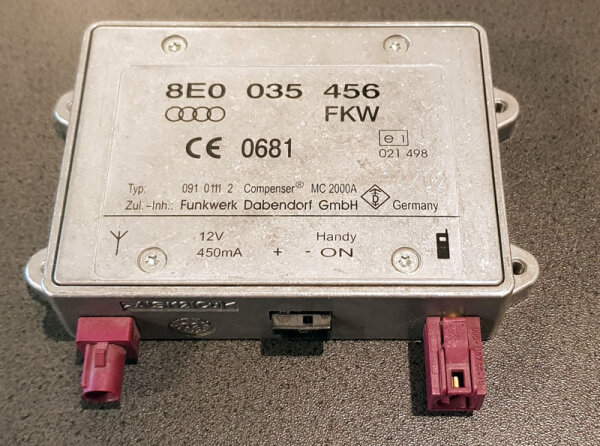 8E0 035 456
FKW
CE 0681
e 1
021 498
Typ: 091 0111 2 Compenser® MC 2000A
Zul.-Inh.: Funkwerk Dabendorf GmbH Germany
12V Handy
450mA + - ON